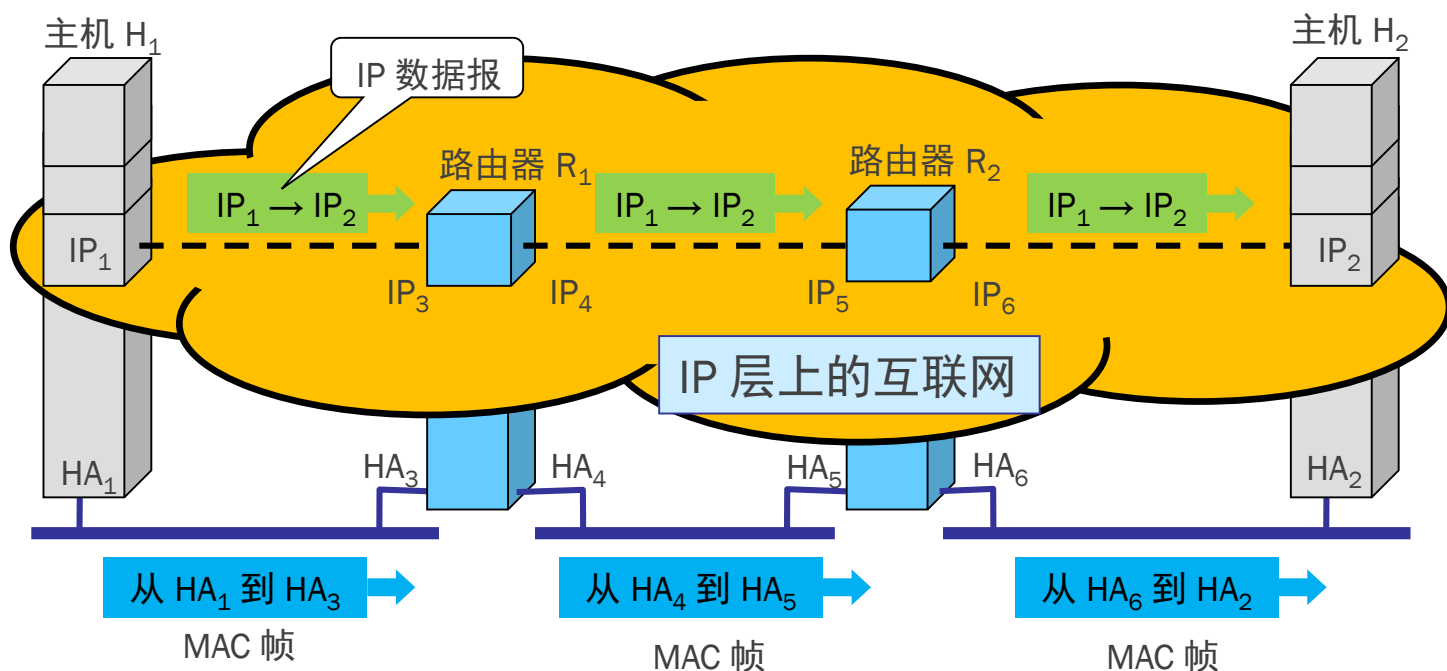 主机 H₁
主机 H₂
IP 数据报
路由器 R₁
路由器 R₂
IP₁ → IP₂
IP₁ → IP₂
IP₁ → IP₂
IP₁
IP₂
IP₃
IP₄
IP₅
IP₆
IP 层上的互联网
HA₁
HA₃
HA₄
HA₅
HA₆
HA₂
从 HA₁ 到 HA₃
从 HA₄ 到 HA₅
从 HA₆ 到 HA₂
MAC 帧
MAC 帧
MAC 帧